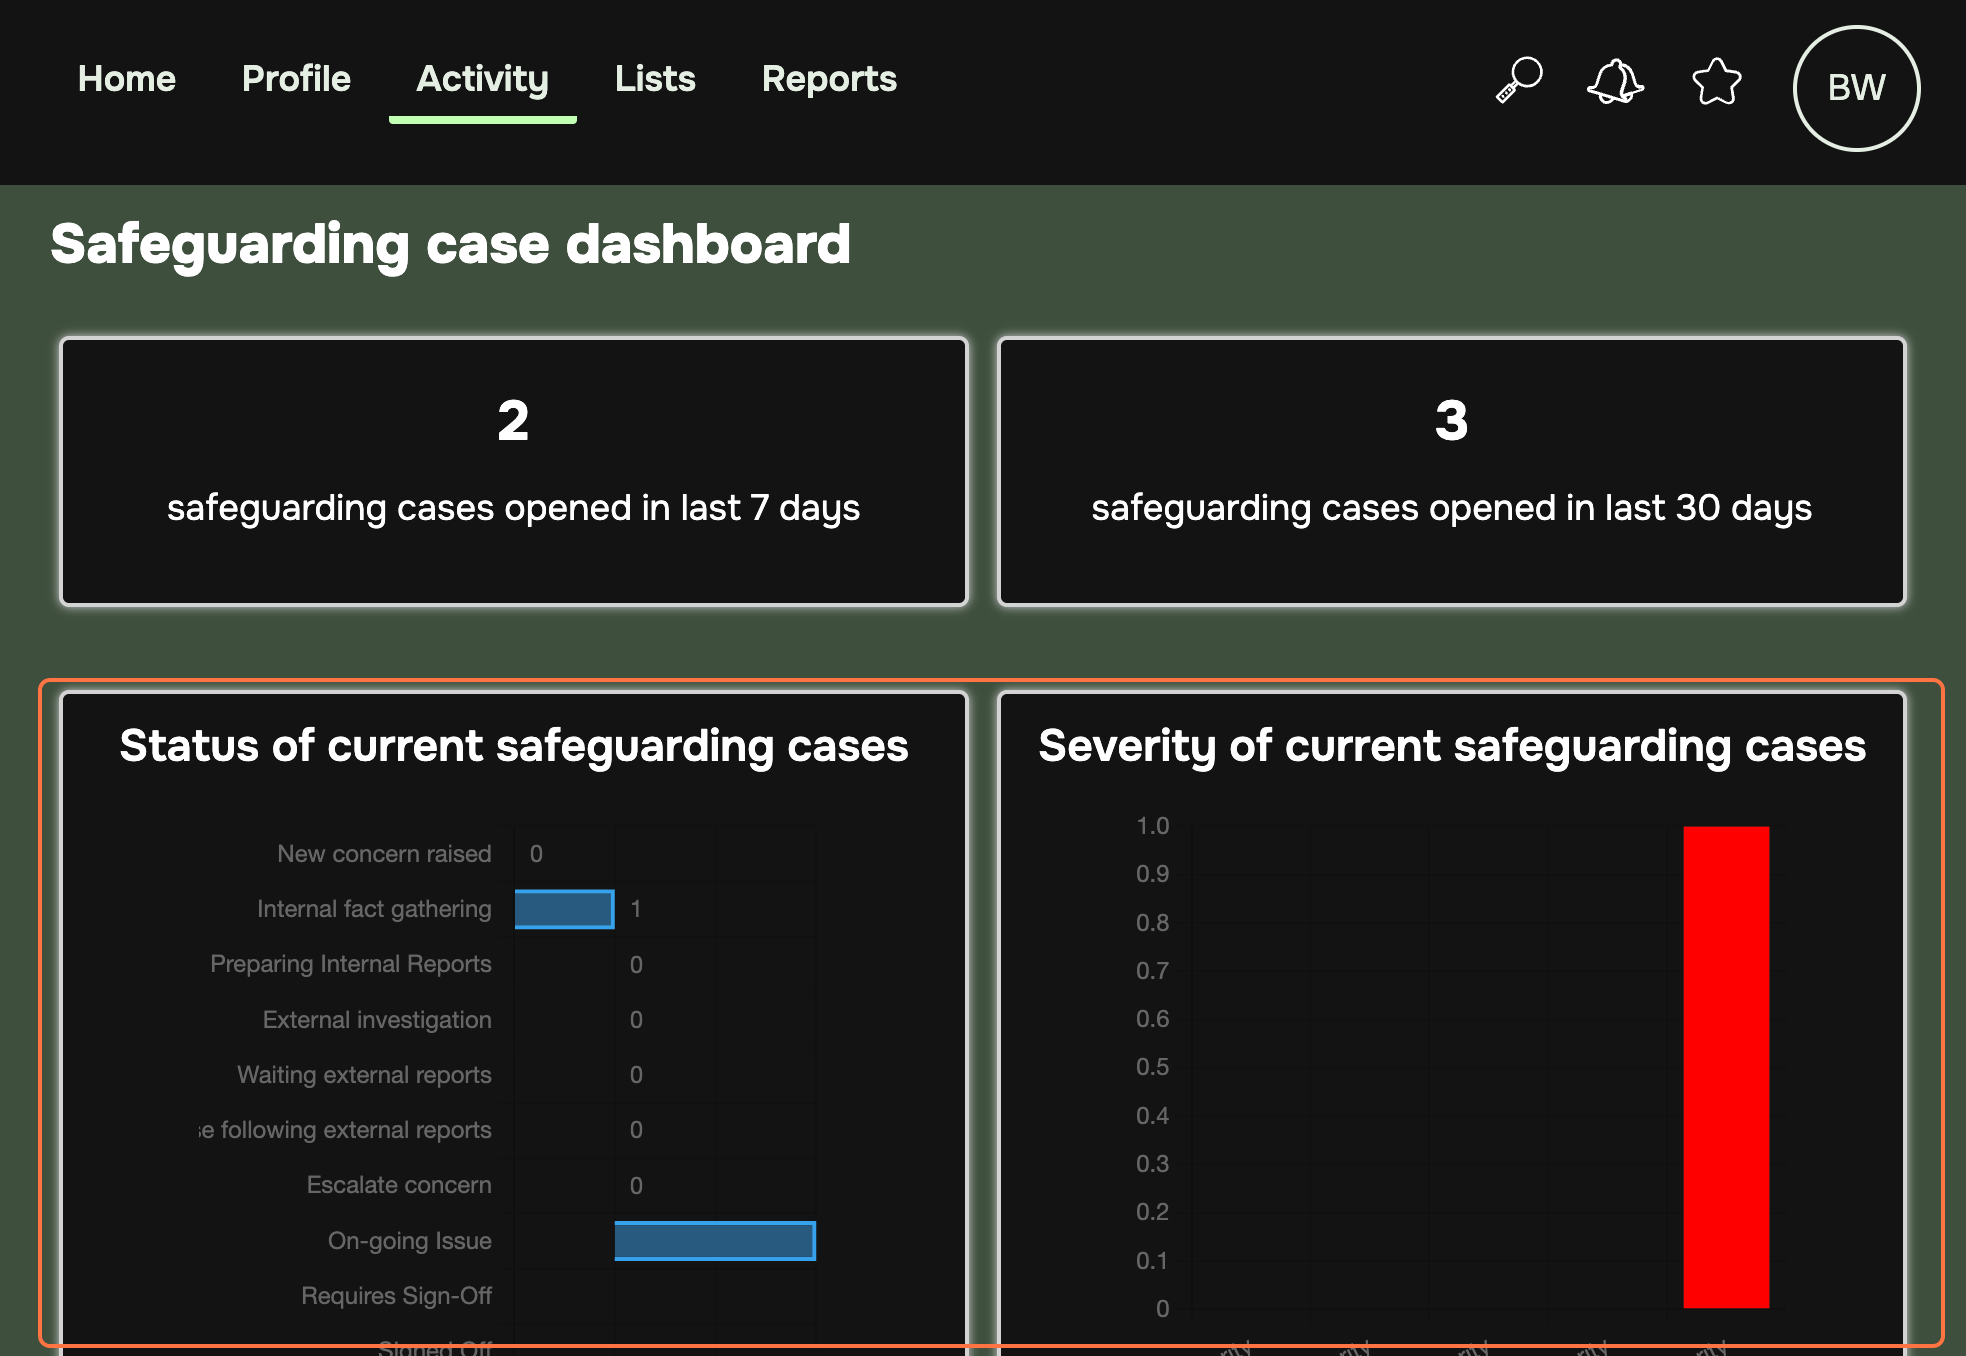 Home Profile Activity Lists Reports BW
Safeguarding case dashboard
2
safeguarding cases opened in last 7 days
3
safeguarding cases opened in last 30 days
Status of current safeguarding cases
New concern raised 0
Internal fact gathering 1
Preparing Internal Reports 0
External investigation 0
Waiting external reports 0
following external reports 0
Escalate concern 0
On-going Issue
Requires Sign-Off
Signed Off
Severity of current safeguarding cases
1.0
0.9
0.8
0.7
0.6
0.5
0.4
0.3
0.2
0.1
0